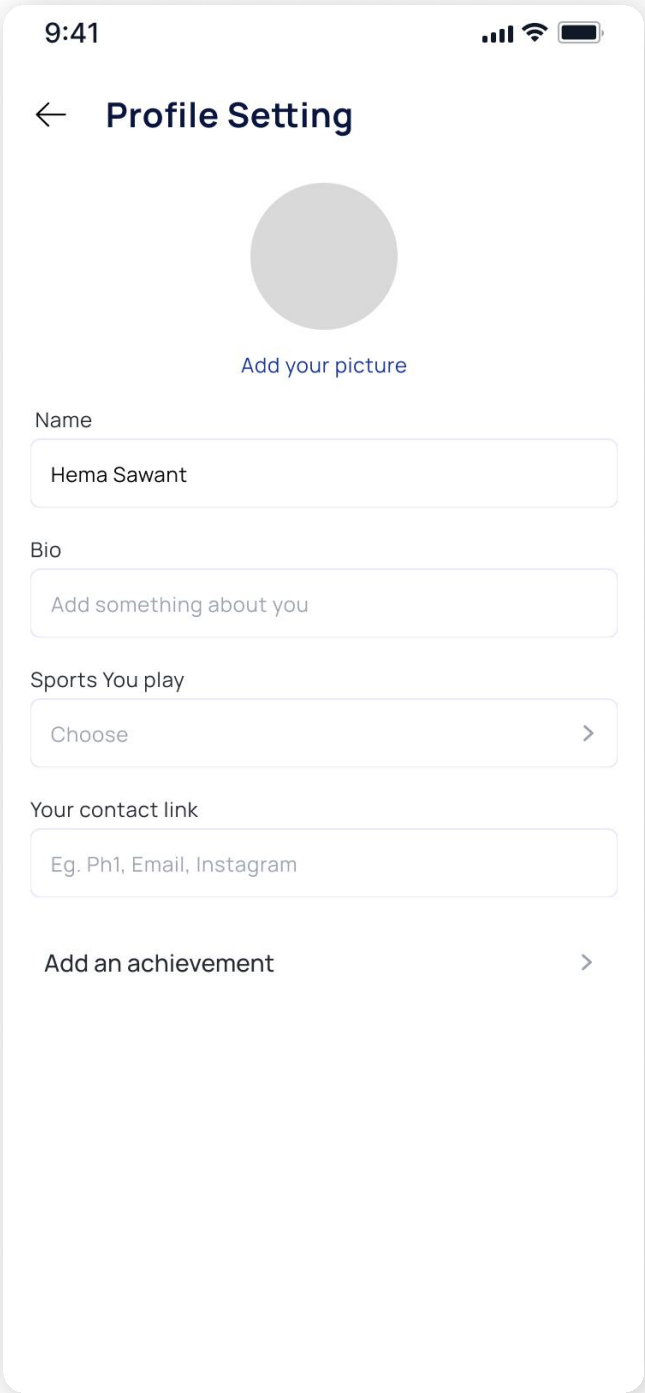 9:41
Profile Setting
Add your picture
Name
Hema Sawant
Bio
Add something about you
Sports You play
Choose
Your contact link
Eg. Ph1, Email, Instagram
Add an achievement